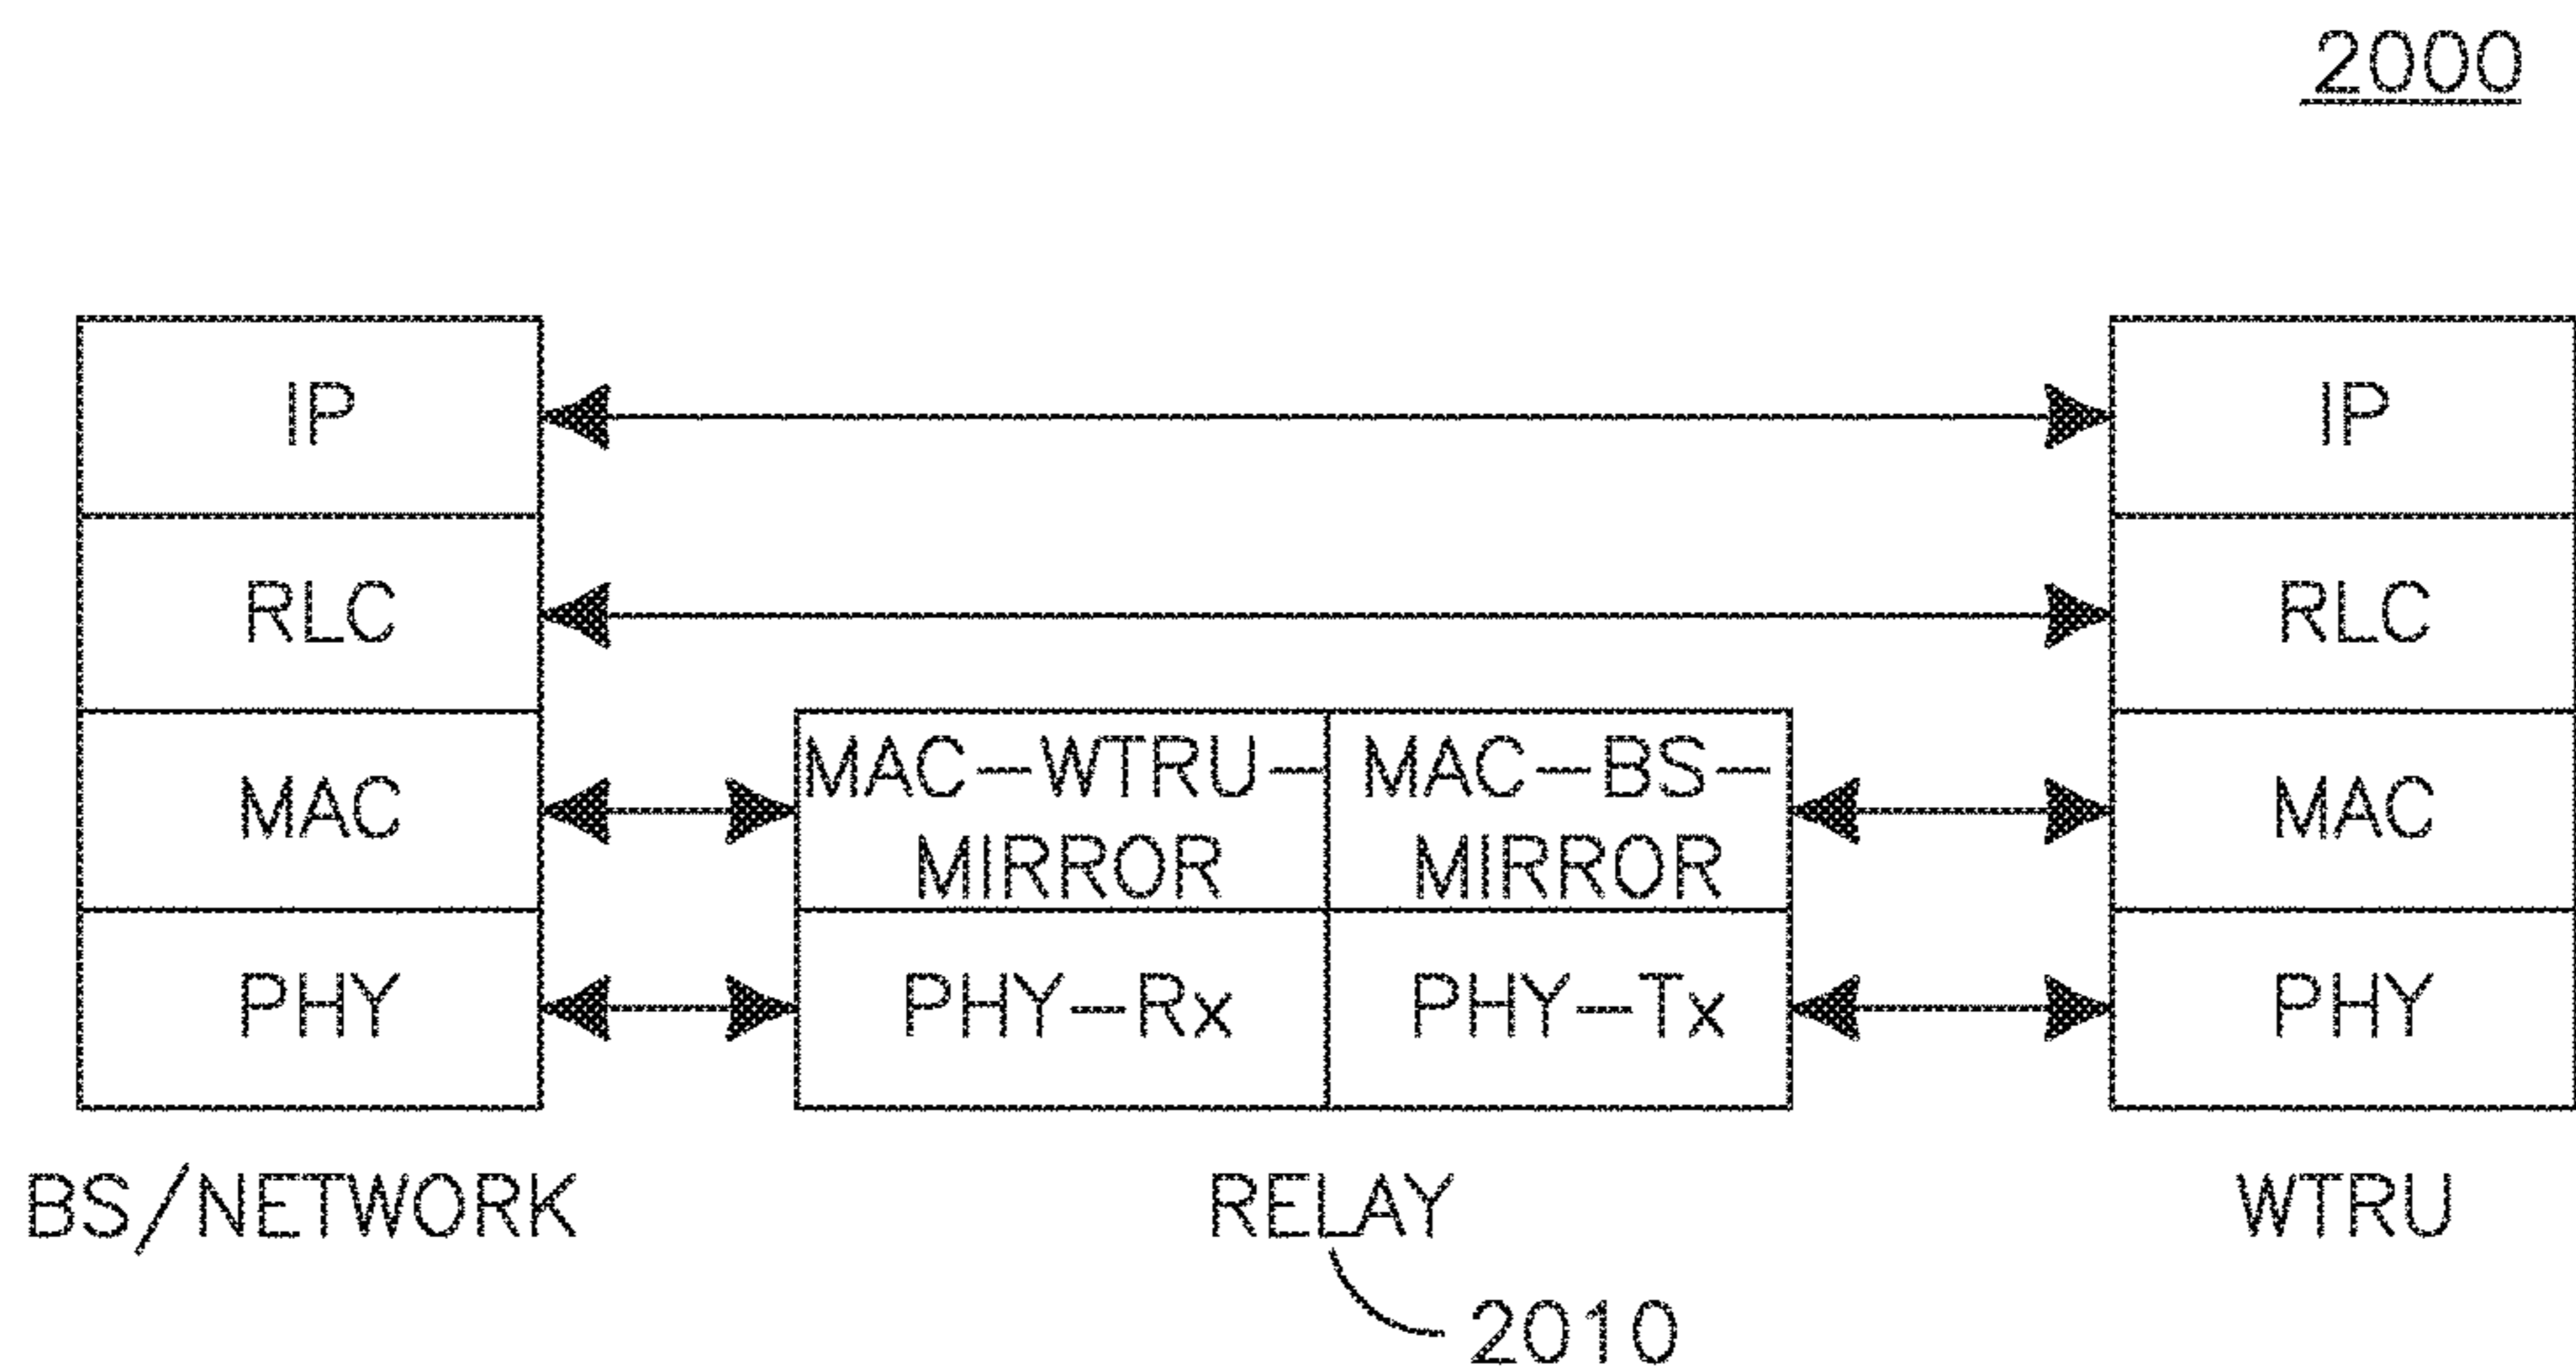 2000
IP
IP
RLC
RLC
MAC
MAC—WTRU—
MIRROR
MAC—BS—
MIRROR
MAC
PHY
PHY—Rx
PHY—Tx
PHY
BS/NETWORK
RELAY
WTRU
2010